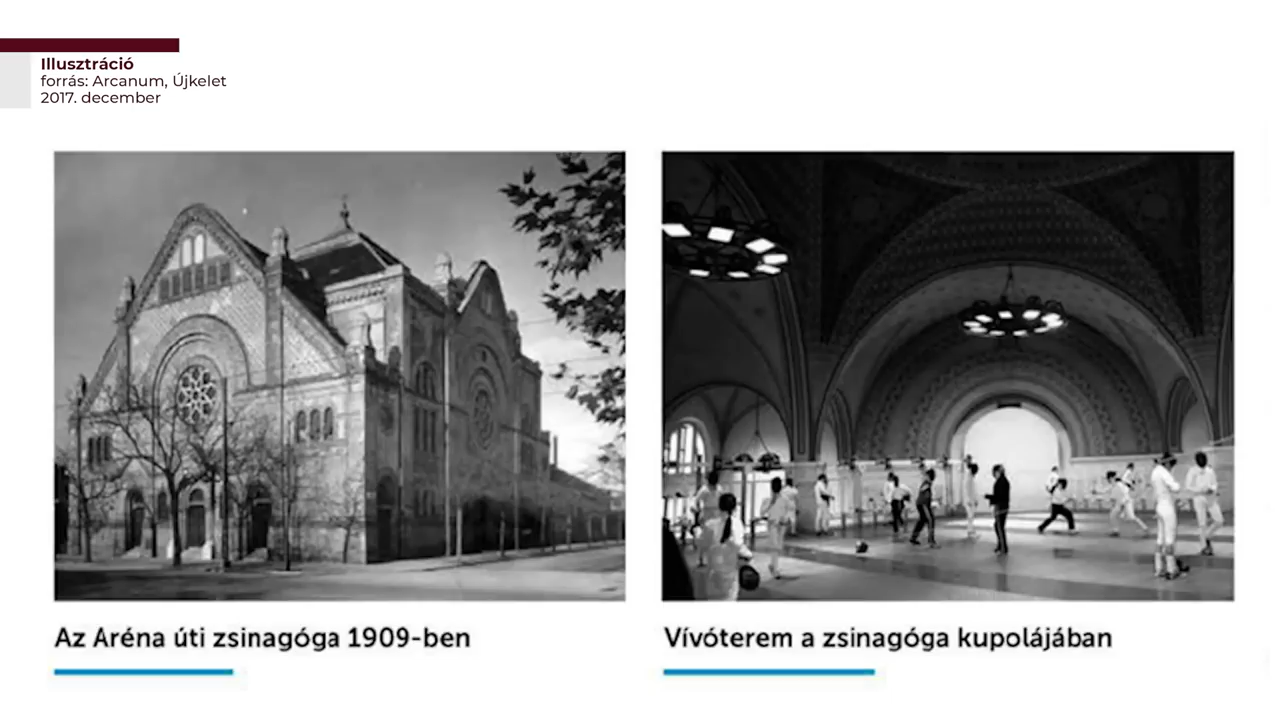 Illusztráció
forrás: Arcanum, Újkelet
2017. december
Az Aréna úti zsinagóga 1909-ben
Vívóterem a zsinagóga kupolájában